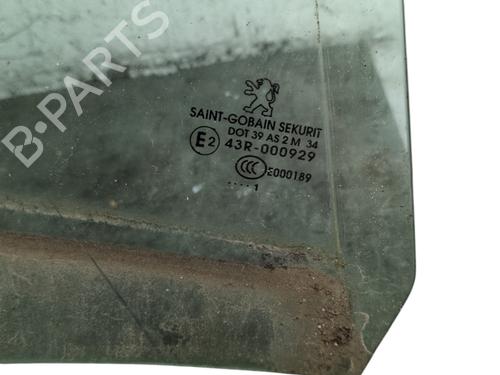 B-PARTS
SAINT-GOBAIN SEKURIT
DOT 39 AS 2 M 34
E2 43R-000929
CCC E000189
.... 1